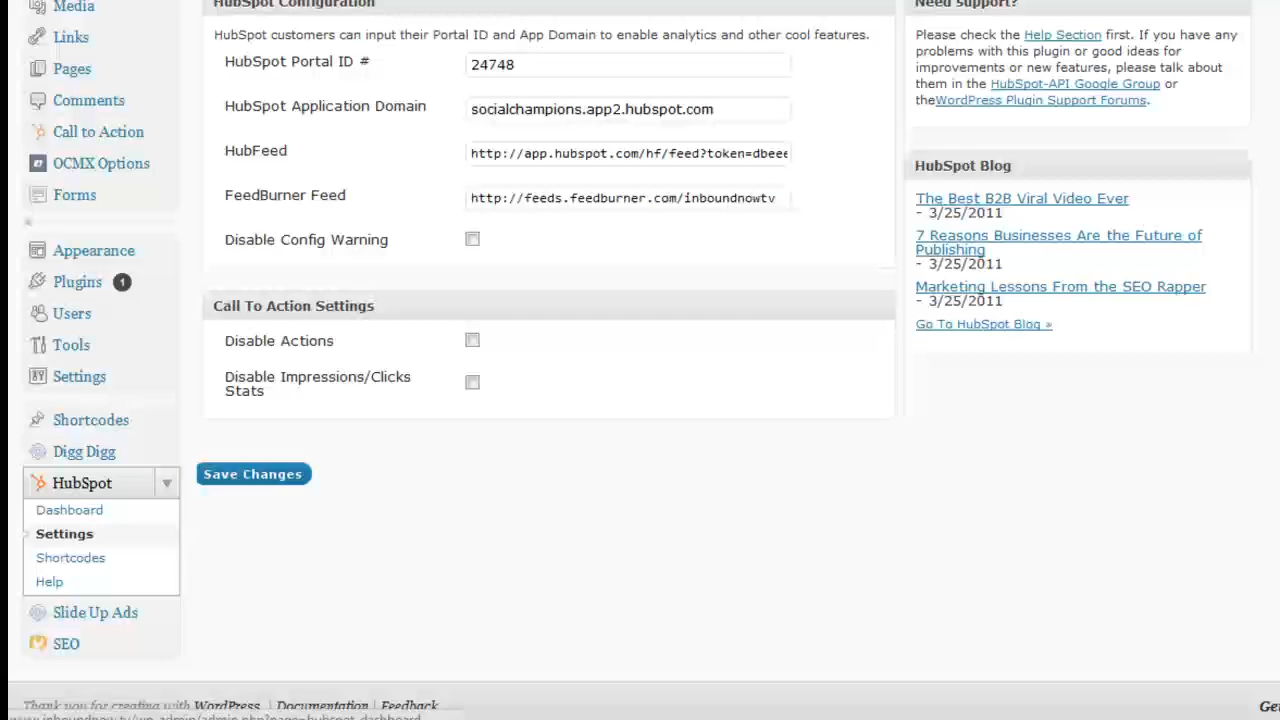 Media
Links
Pages
Comments
Call to Action
OCMX Options
Forms
Appearance
Plugins 1
Users
Tools
Settings
Shortcodes
Digg Digg
HubSpot
Dashboard
Settings
Shortcodes
Help
Slide Up Ads
SEO
HubSpot Configuration
HubSpot customers can input their Portal ID and App Domain to enable analytics and other cool features.
HubSpot Portal ID # 24748
HubSpot Application Domain socialchampions.app2.hubspot.com
HubFeed http://app.hubspot.com/hf/feed?token=dbeee
FeedBurner Feed http://feeds.feedburner.com/inboundnowtv
Disable Config Warning
Call To Action Settings
Disable Actions
Disable Impressions/Clicks
Stats
Save Changes
Need support?
Please check the Help Section first. If you have any
problems with this plugin or good ideas for
improvements or new features, please talk about
them in the HubSpot-API Google Group or
theWordPress Plugin Support Forums.
HubSpot Blog
The Best B2B Viral Video Ever
- 3/25/2011
7 Reasons Businesses Are the Future of
Publishing
- 3/25/2011
Marketing Lessons From the SEO Rapper
- 3/25/2011
Go To HubSpot Blog »
Thank you for creating with WordPress | Documentation | Feedback
www.inboundnow.tv/wp-admin/admin.php?page=hubspot_dashboard